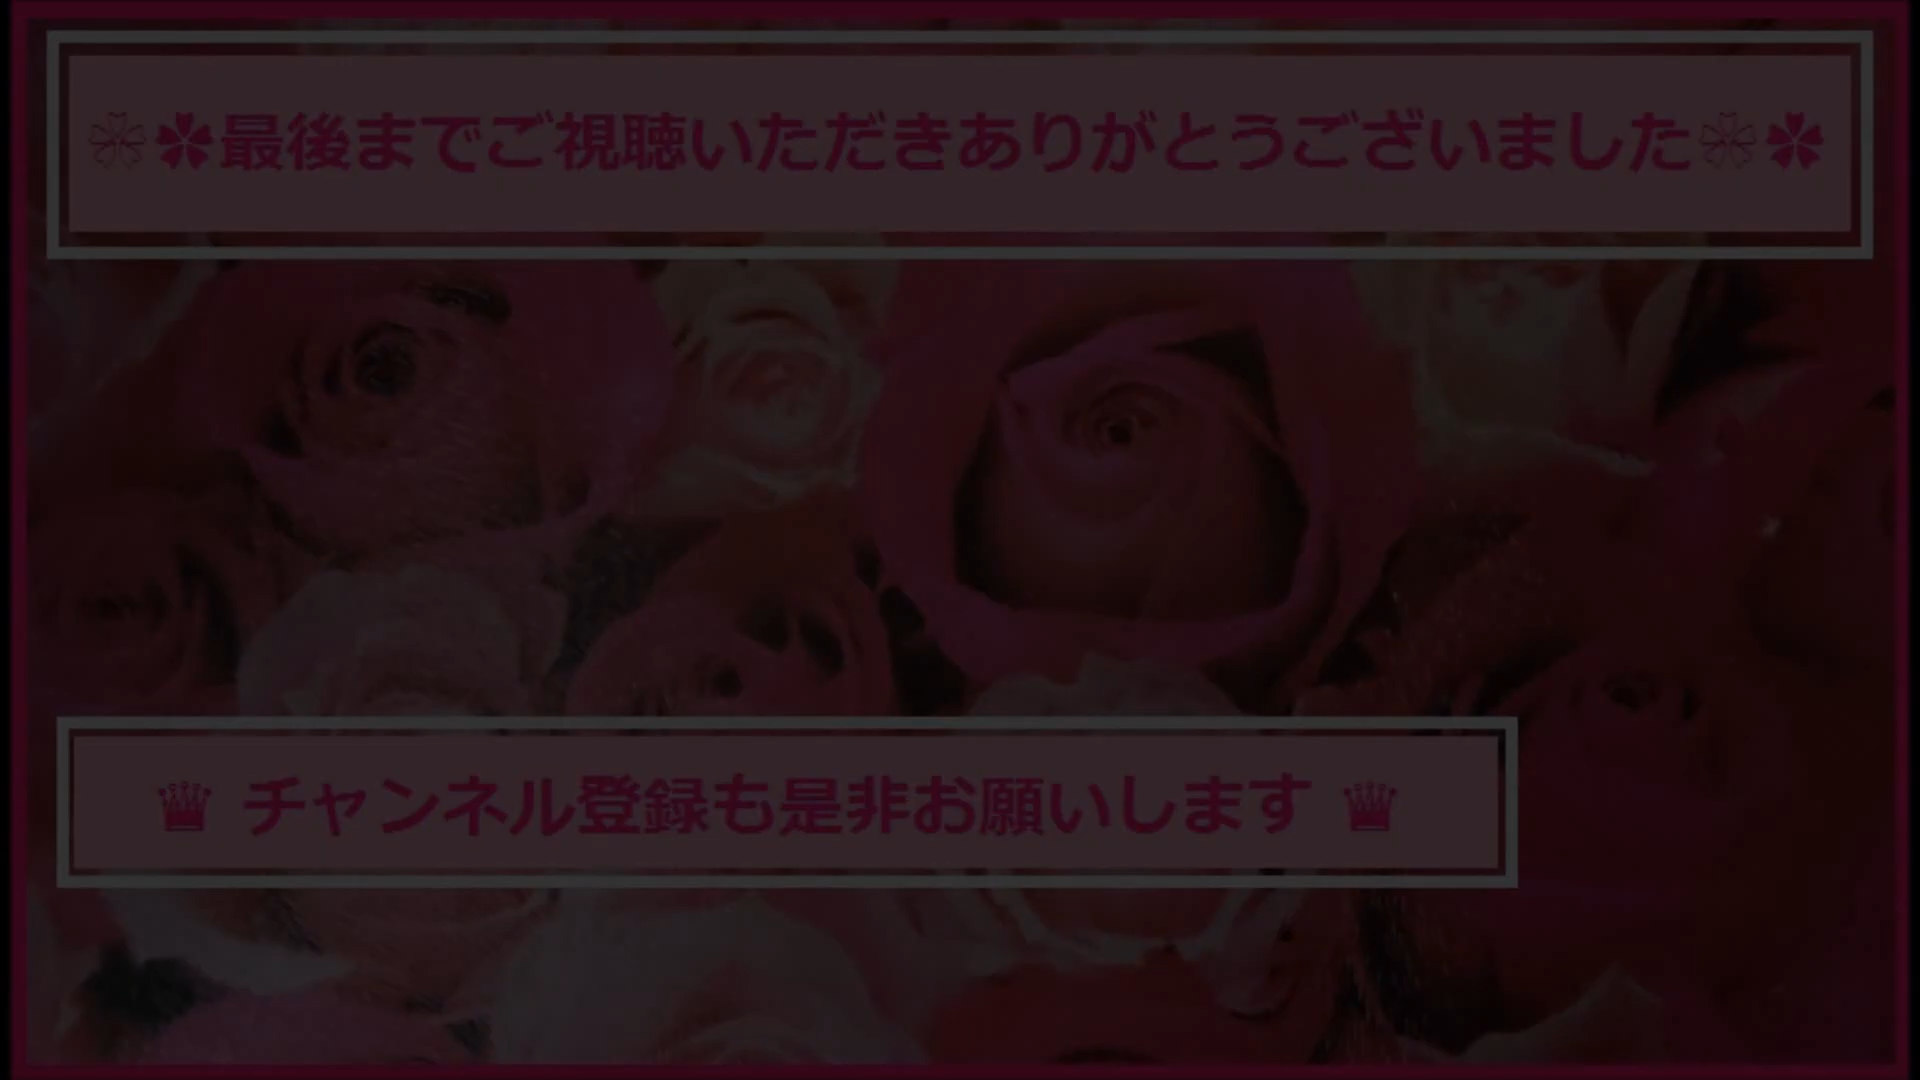 ❀✿最後までご視聴いただきありがとうございました❀✿
♛ チャンネル登録も是非お願いします ♛